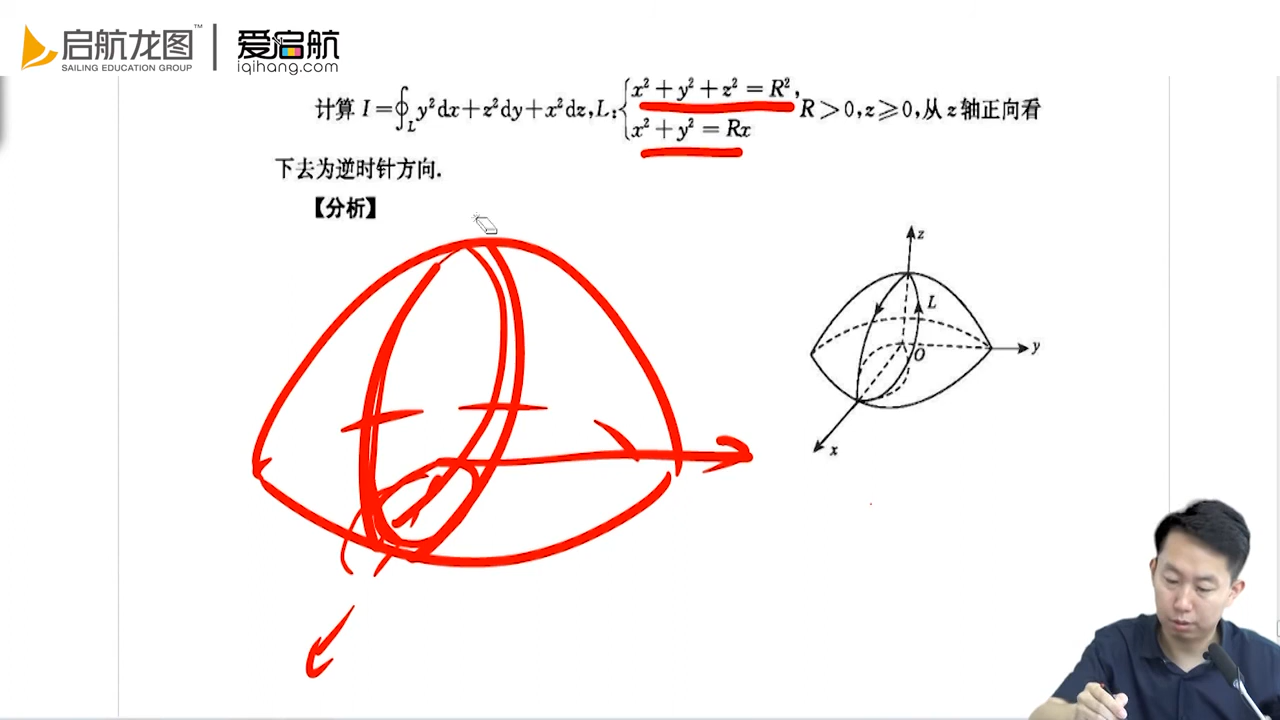 启航龙图™ 爱启航
SAILING EDUCATION GROUP iqihang.com
计算 I=∮_L y²dx+z²dy+x²dz, L:{x²+y²+z²=R², x²+y²=Rx R>0,z≥0,从 z 轴正向看
下去为逆时针方向.
【分析】
z
L
O
y
x